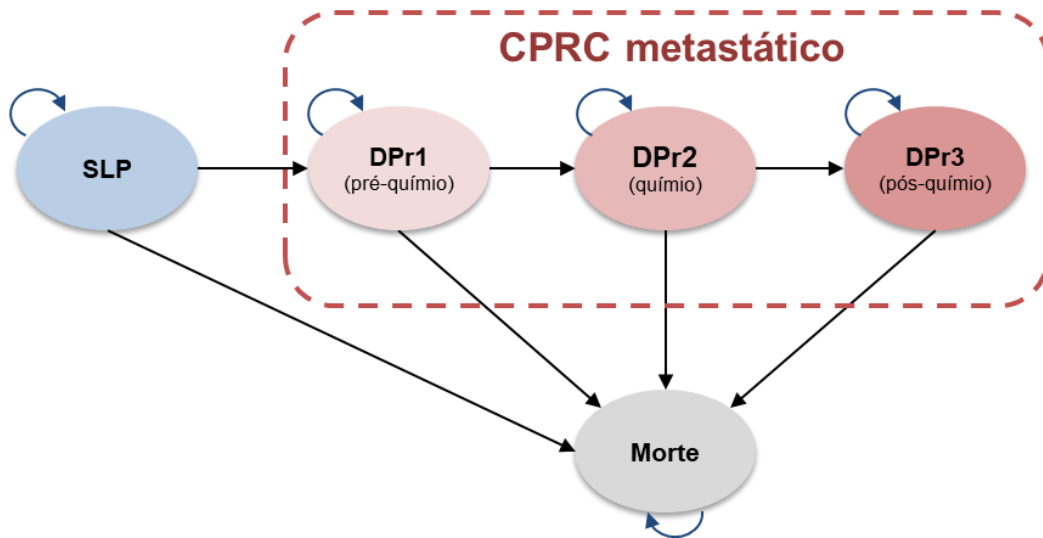 CPRC metastático
SLP
DPr1
(pré-químio)
DPr2
(químio)
DPr3
(pós-químio)
Morte